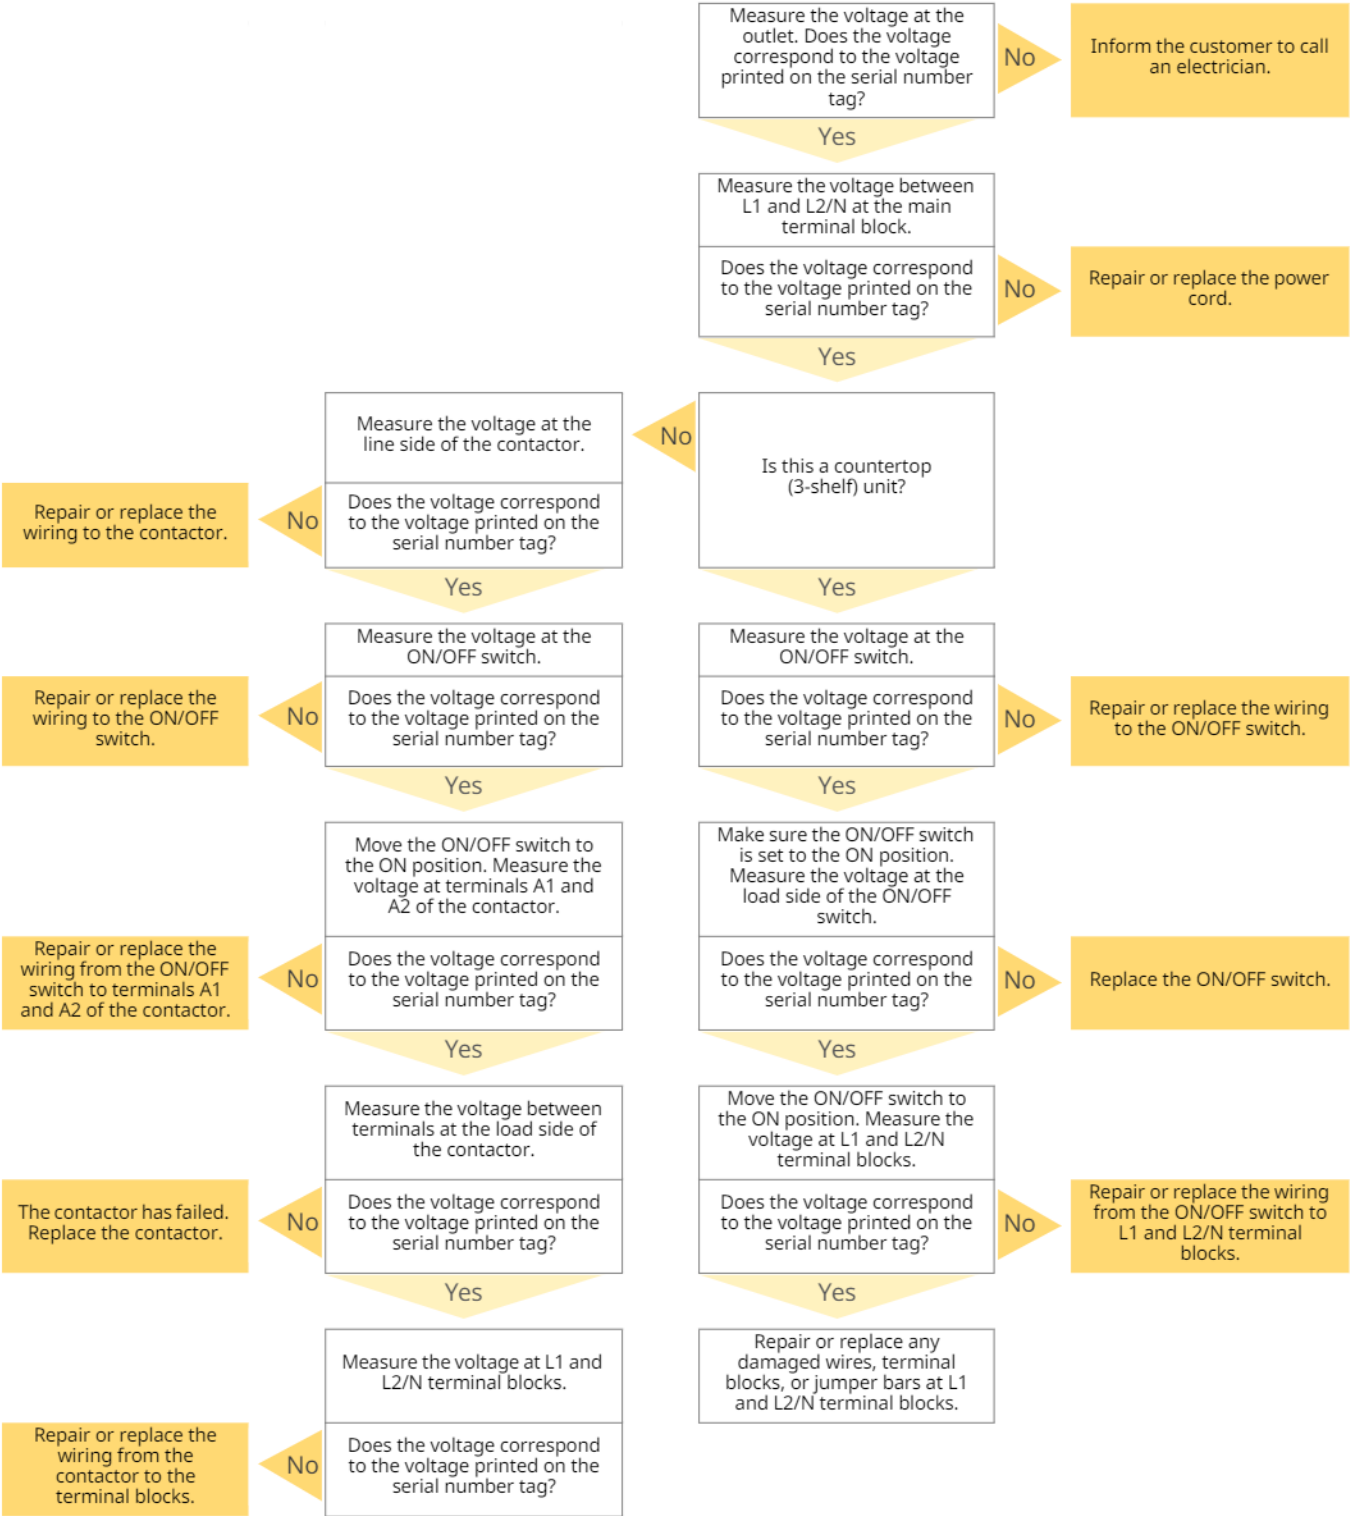 Measure the voltage at the
outlet. Does the voltage
correspond to the voltage
printed on the serial number
tag?
No
Inform the customer to call
an electrician.
Yes
Measure the voltage between
L1 and L2/N at the main
terminal block.
Does the voltage correspond
to the voltage printed on the
serial number tag?
No
Repair or replace the power
cord.
Yes
Is this a countertop
(3-shelf) unit?
No
Measure the voltage at the
line side of the contactor.
Does the voltage correspond
to the voltage printed on the
serial number tag?
No
Repair or replace the
wiring to the contactor.
Yes
Measure the voltage at the
ON/OFF switch.
Does the voltage correspond
to the voltage printed on the
serial number tag?
No
Repair or replace the
wiring to the ON/OFF
switch.
Yes
Move the ON/OFF switch to
the ON position. Measure the
voltage at terminals A1 and
A2 of the contactor.
Does the voltage correspond
to the voltage printed on the
serial number tag?
No
Repair or replace the
wiring from the ON/OFF
switch to terminals A1
and A2 of the contactor.
Yes
Measure the voltage between
terminals at the load side of
the contactor.
Does the voltage correspond
to the voltage printed on the
serial number tag?
No
The contactor has failed.
Replace the contactor.
Yes
Measure the voltage at L1 and
L2/N terminal blocks.
Does the voltage correspond
to the voltage printed on the
serial number tag?
No
Repair or replace the
wiring from the
contactor to the
terminal blocks.
Yes
Measure the voltage at the
ON/OFF switch.
Does the voltage correspond
to the voltage printed on the
serial number tag?
No
Repair or replace the wiring
to the ON/OFF switch.
Yes
Make sure the ON/OFF switch
is set to the ON position.
Measure the voltage at the
load side of the ON/OFF
switch.
Does the voltage correspond
to the voltage printed on the
serial number tag?
No
Replace the ON/OFF switch.
Yes
Move the ON/OFF switch to
the ON position. Measure the
voltage at L1 and L2/N
terminal blocks.
Does the voltage correspond
to the voltage printed on the
serial number tag?
No
Repair or replace the wiring
from the ON/OFF switch to
L1 and L2/N terminal
blocks.
Yes
Repair or replace any
damaged wires, terminal
blocks, or jumper bars at L1
and L2/N terminal blocks.